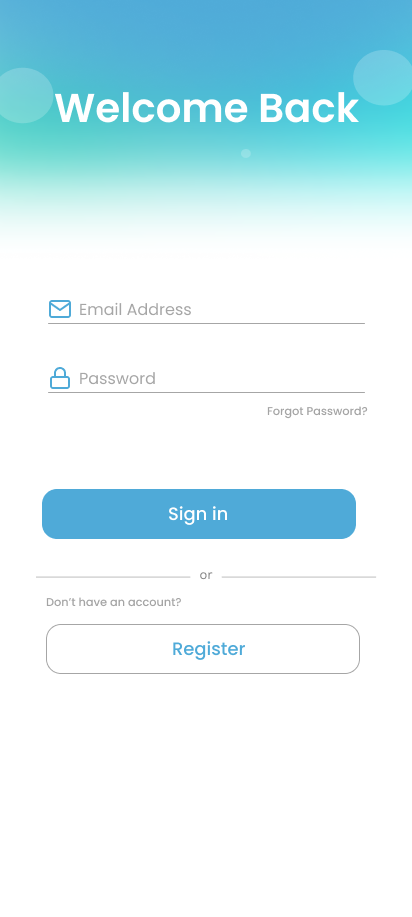 Welcome Back
Email Address
Password
Forgot Password?
Sign in
or
Don't have an account?
Register